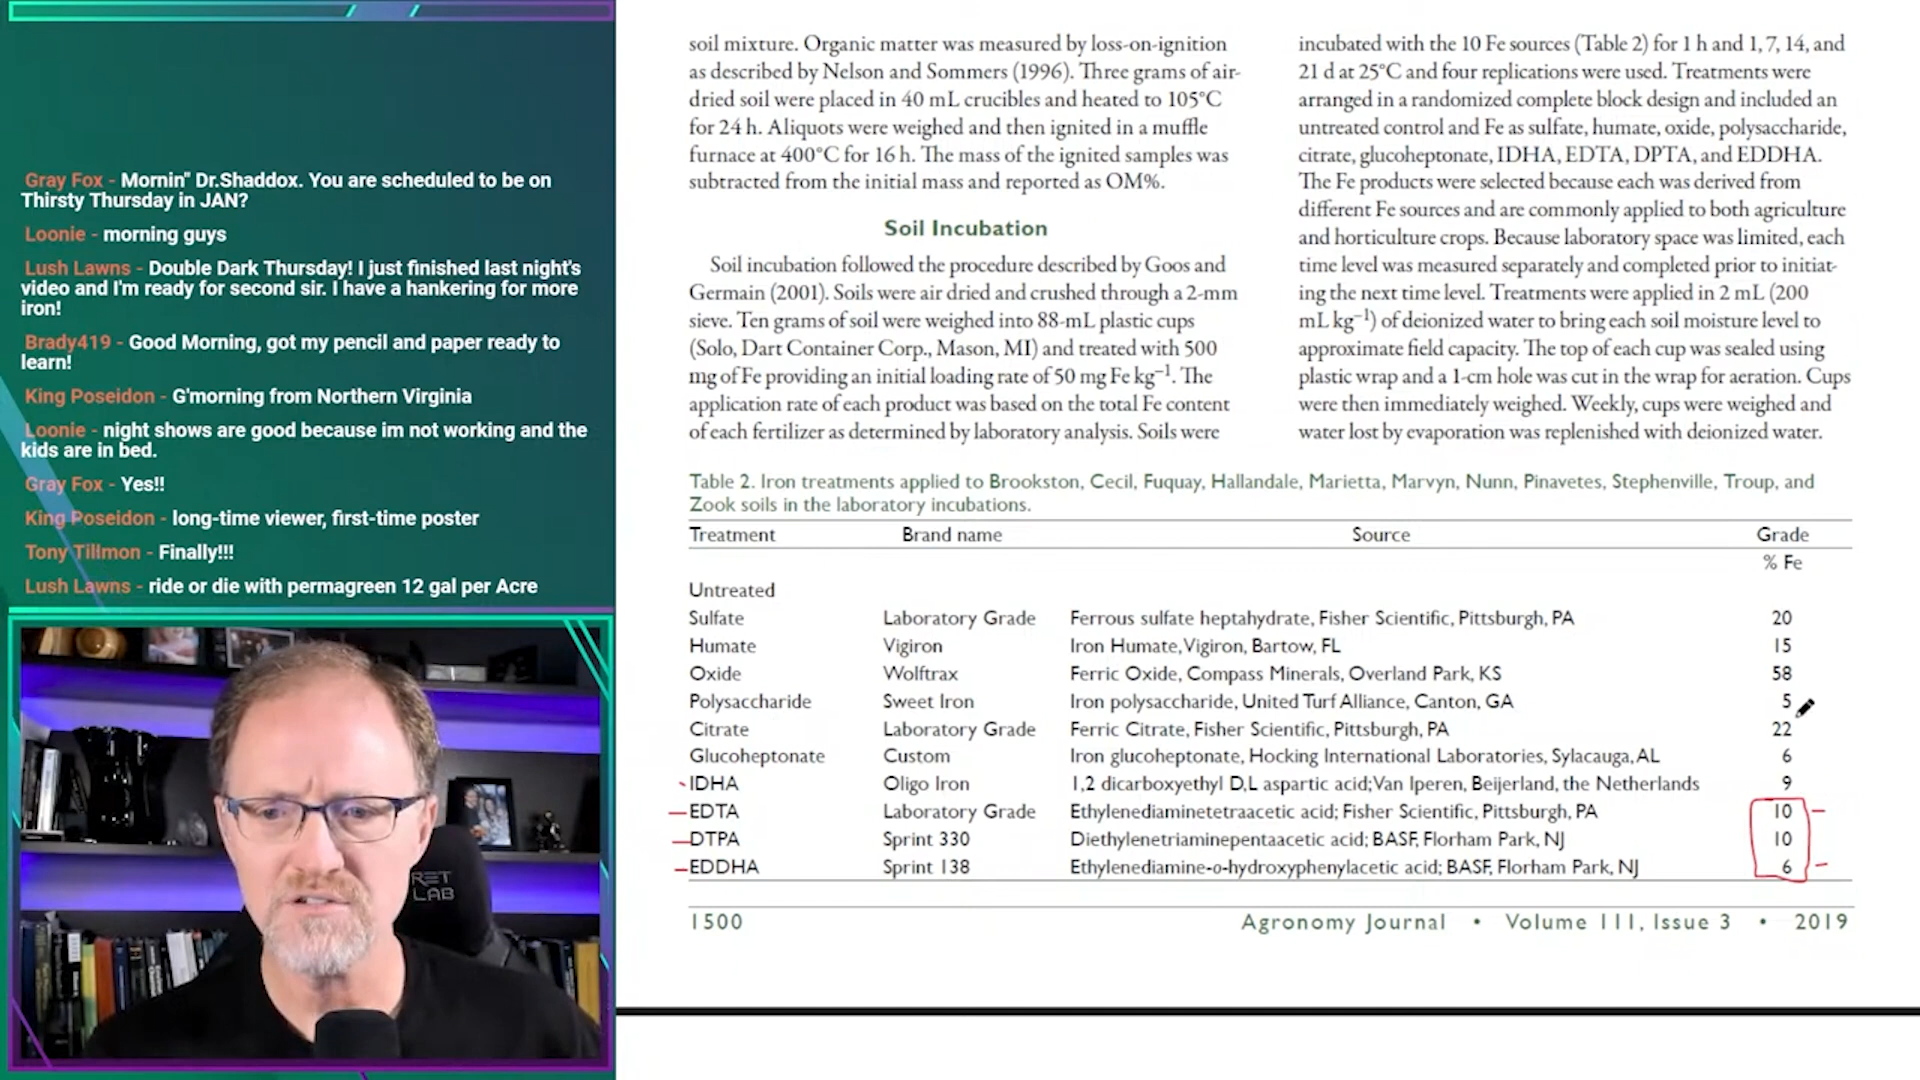 Gray Fox - Mornin" Dr.Shaddox. You are scheduled to be on
Thirsty Thursday in JAN?
Loonie - morning guys
Lush Lawns - Double Dark Thursday! I just finished last night's
video and I'm ready for second sir. I have a hankering for more
iron!
Brady419 - Good Morning, got my pencil and paper ready to
learn!
King Poseidon - G'morning from Northern Virginia
Loonie - night shows are good because im not working and the
kids are in bed.
Gray Fox - Yes!!
King Poseidon - long-time viewer, first-time poster
Tony Tillmon - Finally!!!
Lush Lawns - ride or die with permagreen 12 gal per Acre
RET
LAB
soil mixture. Organic matter was measured by loss-on-ignition
as described by Nelson and Sommers (1996). Three grams of air-
dried soil were placed in 40 mL crucibles and heated to 105°C
for 24 h. Aliquots were weighed and then ignited in a muffle
furnace at 400°C for 16 h. The mass of the ignited samples was
subtracted from the initial mass and reported as OM%.
Soil Incubation
Soil incubation followed the procedure described by Goos and
Germain (2001). Soils were air dried and crushed through a 2-mm
sieve. Ten grams of soil were weighed into 88-mL plastic cups
(Solo, Dart Container Corp., Mason, MI) and treated with 500
mg of Fe providing an initial loading rate of 50 mg Fe kg⁻¹. The
application rate of each product was based on the total Fe content
of each fertilizer as determined by laboratory analysis. Soils were
incubated with the 10 Fe sources (Table 2) for 1 h and 1, 7, 14, and
21 d at 25°C and four replications were used. Treatments were
arranged in a randomized complete block design and included an
untreated control and Fe as sulfate, humate, oxide, polysaccharide,
citrate, glucoheptonate, IDHA, EDTA, DPTA, and EDDHA.
The Fe products were selected because each was derived from
different Fe sources and are commonly applied to both agriculture
and horticulture crops. Because laboratory space was limited, each
time level was measured separately and completed prior to initiat-
ing the next time level. Treatments were applied in 2 mL (200
mL kg⁻¹) of deionized water to bring each soil moisture level to
approximate field capacity. The top of each cup was sealed using
plastic wrap and a 1-cm hole was cut in the wrap for aeration. Cups
were then immediately weighed. Weekly, cups were weighed and
water lost by evaporation was replenished with deionized water.
Table 2. Iron treatments applied to Brookston, Cecil, Fuquay, Hallandale, Marietta, Marvyn, Nunn, Pinavetes, Stephenville, Troup, and
Zook soils in the laboratory incubations.
Treatment Brand name Source Grade
% Fe
Untreated
Sulfate Laboratory Grade Ferrous sulfate heptahydrate, Fisher Scientific, Pittsburgh, PA 20
Humate Vigiron Iron Humate, Vigiron, Bartow, FL 15
Oxide Wolftrax Ferric Oxide, Compass Minerals, Overland Park, KS 58
Polysaccharide Sweet Iron Iron polysaccharide, United Turf Alliance, Canton, GA 5
Citrate Laboratory Grade Ferric Citrate, Fisher Scientific, Pittsburgh, PA 22
Glucoheptonate Custom Iron glucoheptonate, Hocking International Laboratories, Sylacauga, AL 6
IDHA Oligo Iron 1,2 dicarboxyethyl D,L aspartic acid; Van Iperen, Beijerland, the Netherlands 9
EDTA Laboratory Grade Ethylenediaminetetraacetic acid; Fisher Scientific, Pittsburgh, PA 10
DTPA Sprint 330 Diethylenetriaminepentaacetic acid; BASF, Florham Park, NJ 10
EDDHA Sprint 138 Ethylenediamine-o-hydroxyphenylacetic acid; BASF, Florham Park, NJ 6
1500 Agronomy Journal • Volume 111, Issue 3 • 2019